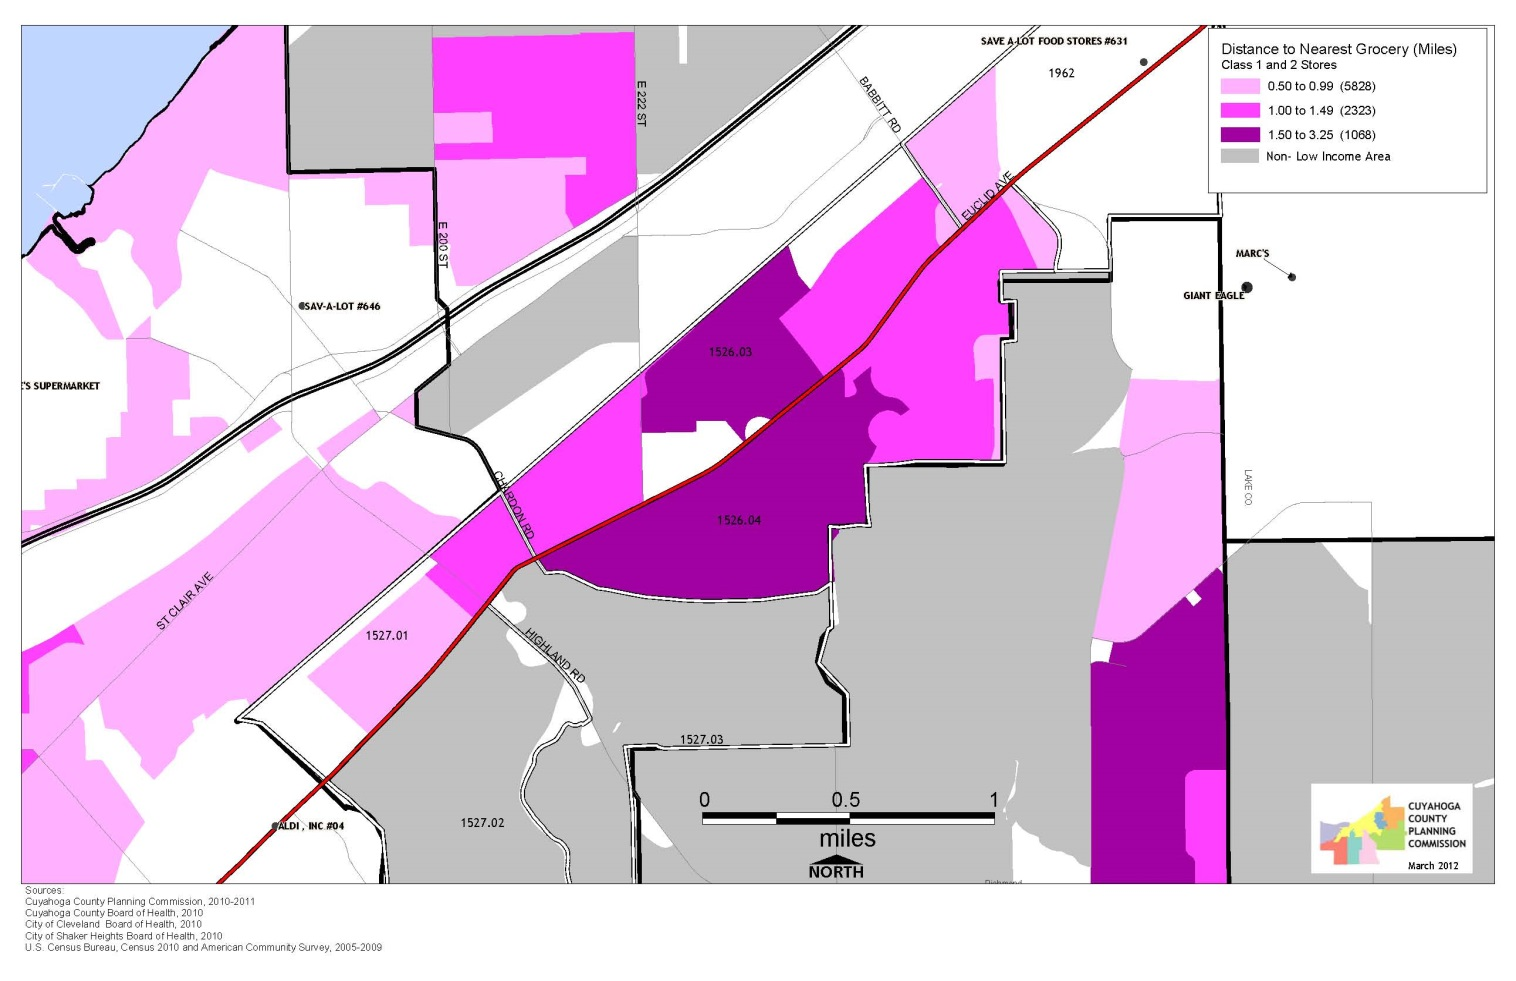 SAVE A-LOT FOOD STORES #631
1962
Distance to Nearest Grocery (Miles)
Class 1 and 2 Stores
0.50 to 0.99 (5828)
1.00 to 1.49 (2323)
1.50 to 3.25 (1068)
Non- Low Income Area
E 222 ST
BABBITT RD
EUCLID AVE
E 200 ST
MARC'S
GIANT EAGLE
SAV-A-LOT #646
'S SUPERMARKET
1526.03
LAKE CO.
CHARDON RD
1526.04
ST CLAIR AVE
1527.01
HIGHLAND RD
1527.03
1527.02
ALDI , INC #04
0 0.5 1
miles
NORTH
CUYAHOGA
COUNTY
PLANNING
COMMISSION
March 2012
Sources:
Cuyahoga County Planning Commission, 2010-2011
Cuyahoga County Board of Health, 2010
City of Cleveland Board of Health, 2010
City of Shaker Heights Board of Health, 2010
U.S. Census Bureau, Census 2010 and American Community Survey, 2005-2009